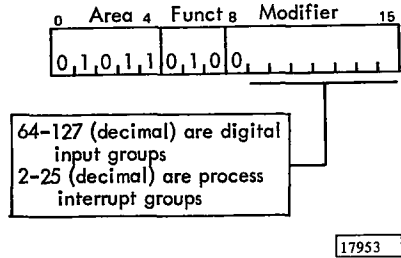 Area Funct Modifier
0 4 8 15
0 1 0 1 1 0 1 0 0
64-127 (decimal) are digital
input groups
2-25 (decimal) are process
interrupt groups
17953